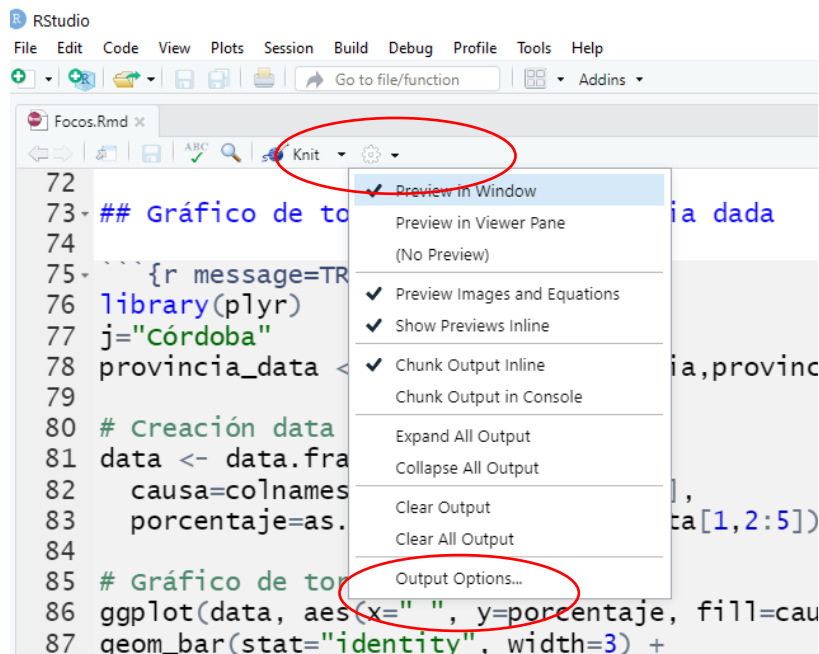 RStudio
File Edit Code View Plots Session Build Debug Profile Tools Help
Go to file/function Addins
Focos.Rmd
ABC Knit
72
Preview in Window
73 ## Gráfico de to ia dada
Preview in Viewer Pane
74
(No Preview)
75 ```{r message=TR
Preview Images and Equations
76 library(plyr)
Show Previews Inline
77 j="Córdoba"
78 provincia_data < ia,provinc
Chunk Output Inline
Chunk Output in Console
79
80 # Creación data
Expand All Output
81 data <- data.fra
Collapse All Output
82 causa=colnames ],
Clear Output
83 porcentaje=as. ta[1,2:5])
Clear All Output
84
85 # Gráfico de tor
Output Options...
86 ggplot(data, aes(x=" ", y=porcentaje, fill=cau
87 geom_bar(stat="identity", width=3) +